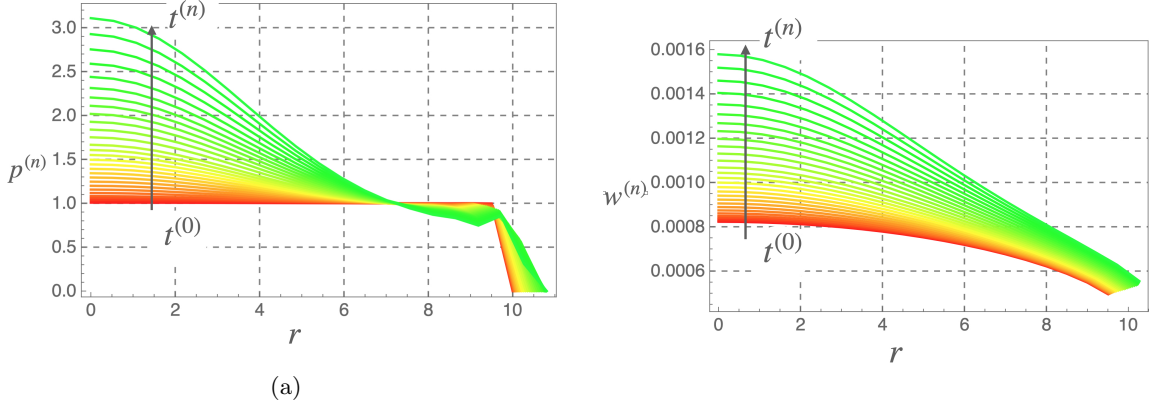 t^{(n)}
3.0
2.5
2.0
1.5
1.0
0.5
0.0
p^{(n)}
t^{(0)}
0 2 4 6 8 10
r
(a)
t^{(n)}
0.0016
0.0014
0.0012
0.0010
0.0008
0.0006
w^{(n)}
t^{(0)}
0 2 4 6 8 10
r